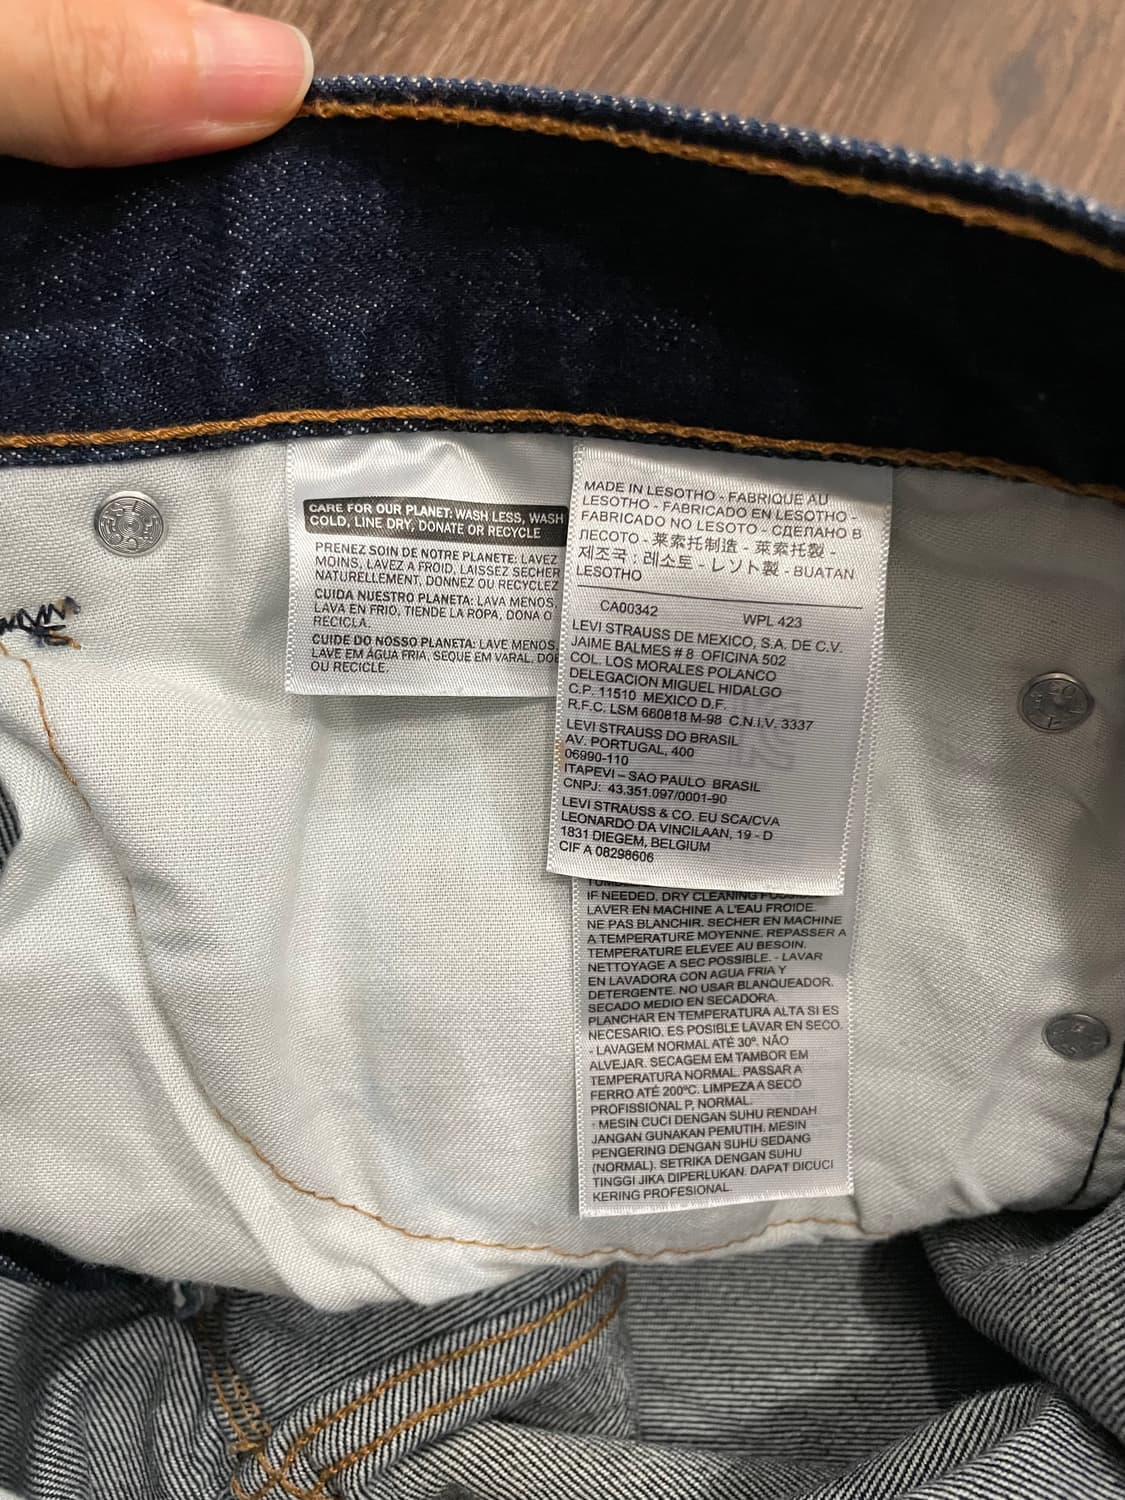 CARE FOR OUR PLANET: WASH LESS, WASH
COLD, LINE DRY, DONATE OR RECYCLE
PRENEZ SOIN DE NOTRE PLANETE: LAVEZ
MOINS, LAVEZ A FROID, LAISSEZ SECHER
NATURELLEMENT, DONNEZ OU RECYCLEZ
CUIDA NUESTRO PLANETA: LAVA MENOS,
LAVA EN FRIO, TIENDE LA ROPA, DONA O
RECICLA.
CUIDE DO NOSSO PLANETA: LAVE MENOS,
LAVE EM ÁGUA FRIA, SEQUE EM VARAL,
OU RECICLE.
MADE IN LESOTHO - FABRIQUE AU
LESOTHO - FABRICADO EN LESOTHO -
FABRICADO NO LESOTO - СДЕЛАНО В
ЛЕСОТО - 莱索托制造 - 萊索托製 -
제조국 : 레소토 - レソト製 - BUATAN
LESOTHO
CA00342 WPL 423
LEVI STRAUSS DE MEXICO, S.A. DE C.V.
JAIME BALMES # 8 OFICINA 502
COL. LOS MORALES POLANCO
DELEGACION MIGUEL HIDALGO
C.P. 11510 MEXICO D.F.
R.F.C. LSM 660818 M-98 C.N.I.V. 3337
LEVI STRAUSS DO BRASIL
AV. PORTUGAL, 400
06990-110
ITAPEVI – SAO PAULO BRASIL
CNPJ: 43.351.097/0001-90
LEVI STRAUSS & CO. EU SCA/CVA
LEONARDO DA VINCILAAN, 19 - D
1831 DIEGEM, BELGIUM
CIF A 08298606
IF NEEDED. DRY CLEANING
LAVER EN MACHINE A L'EAU FROIDE
NE PAS BLANCHIR. SECHER EN MACHINE
A TEMPERATURE MOYENNE. REPASSER A
TEMPERATURE ELEVEE AU BESOIN.
NETTOYAGE A SEC POSSIBLE. - LAVAR
EN LAVADORA CON AGUA FRIA Y
DETERGENTE. NO USAR BLANQUEADOR.
SECADO MEDIO EN SECADORA.
PLANCHAR EN TEMPERATURA ALTA SI ES
NECESARIO. ES POSIBLE LAVAR EN SECO.
- LAVAGEM NORMAL ATÉ 30º. NÃO
ALVEJAR. SECAGEM EM TAMBOR EM
TEMPERATURA NORMAL. PASSAR A
FERRO ATÉ 200ºC. LIMPEZA A SECO
PROFISSIONAL P, NORMAL.
- MESIN CUCI DENGAN SUHU RENDAH
JANGAN GUNAKAN PEMUTIH. MESIN
PENGERING DENGAN SUHU SEDANG
(NORMAL). SETRIKA DENGAN SUHU
TINGGI JIKA DIPERLUKAN. DAPAT DICUCI
KERING PROFESIONAL.